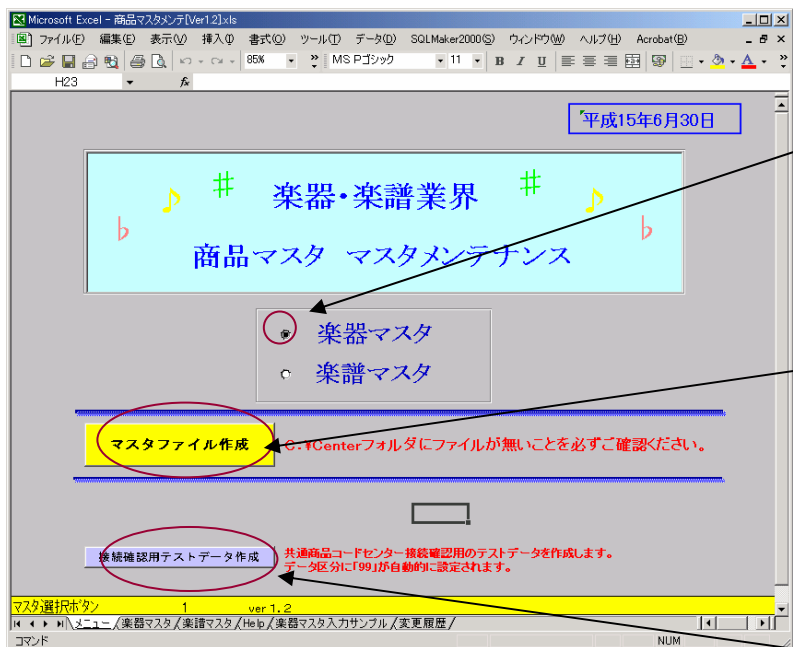 Microsoft Excel - 商品マスタメンテ[Ver1.2].xls
ファイル(F) 編集(E) 表示(V) 挿入(I) 書式(O) ツール(T) データ(D) SQLMaker2000(S) ウィンドウ(W) ヘルプ(H) Acrobat(B)
85% MS Pゴシック 11 B I U
H23 fx
平成15年6月30日
楽器・楽譜業界
商品マスタ マスタメンテナンス
楽器マスタ
楽譜マスタ
マスタファイル作成 C:¥Centerフォルダにファイルが無いことを必ずご確認ください。
接続確認用テストデータ作成 共通商品コードセンター接続確認用のテストデータを作成します。
データ区分に「99」が自動的に設定されます。
マスタ選択ボタン 1 ver 1.2
メニュー/楽器マスタ/楽譜マスタ/Help/楽器マスタ入力サンプル/変更履歴/
コマンド NUM